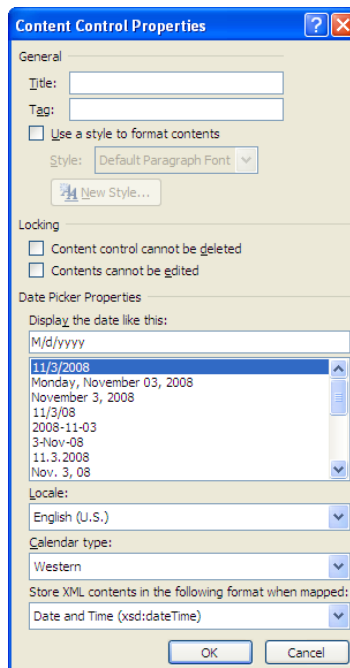 Content Control Properties
General
Title:
Tag:
Use a style to format contents
Style: Default Paragraph Font
New Style...
Locking
Content control cannot be deleted
Contents cannot be edited
Date Picker Properties
Display the date like this:
M/d/yyyy
11/3/2008
Monday, November 03, 2008
November 3, 2008
11/3/08
2008-11-03
3-Nov-08
11.3.2008
Nov. 3, 08
Locale:
English (U.S.)
Calendar type:
Western
Store XML contents in the following format when mapped:
Date and Time (xsd:dateTime)
OK Cancel